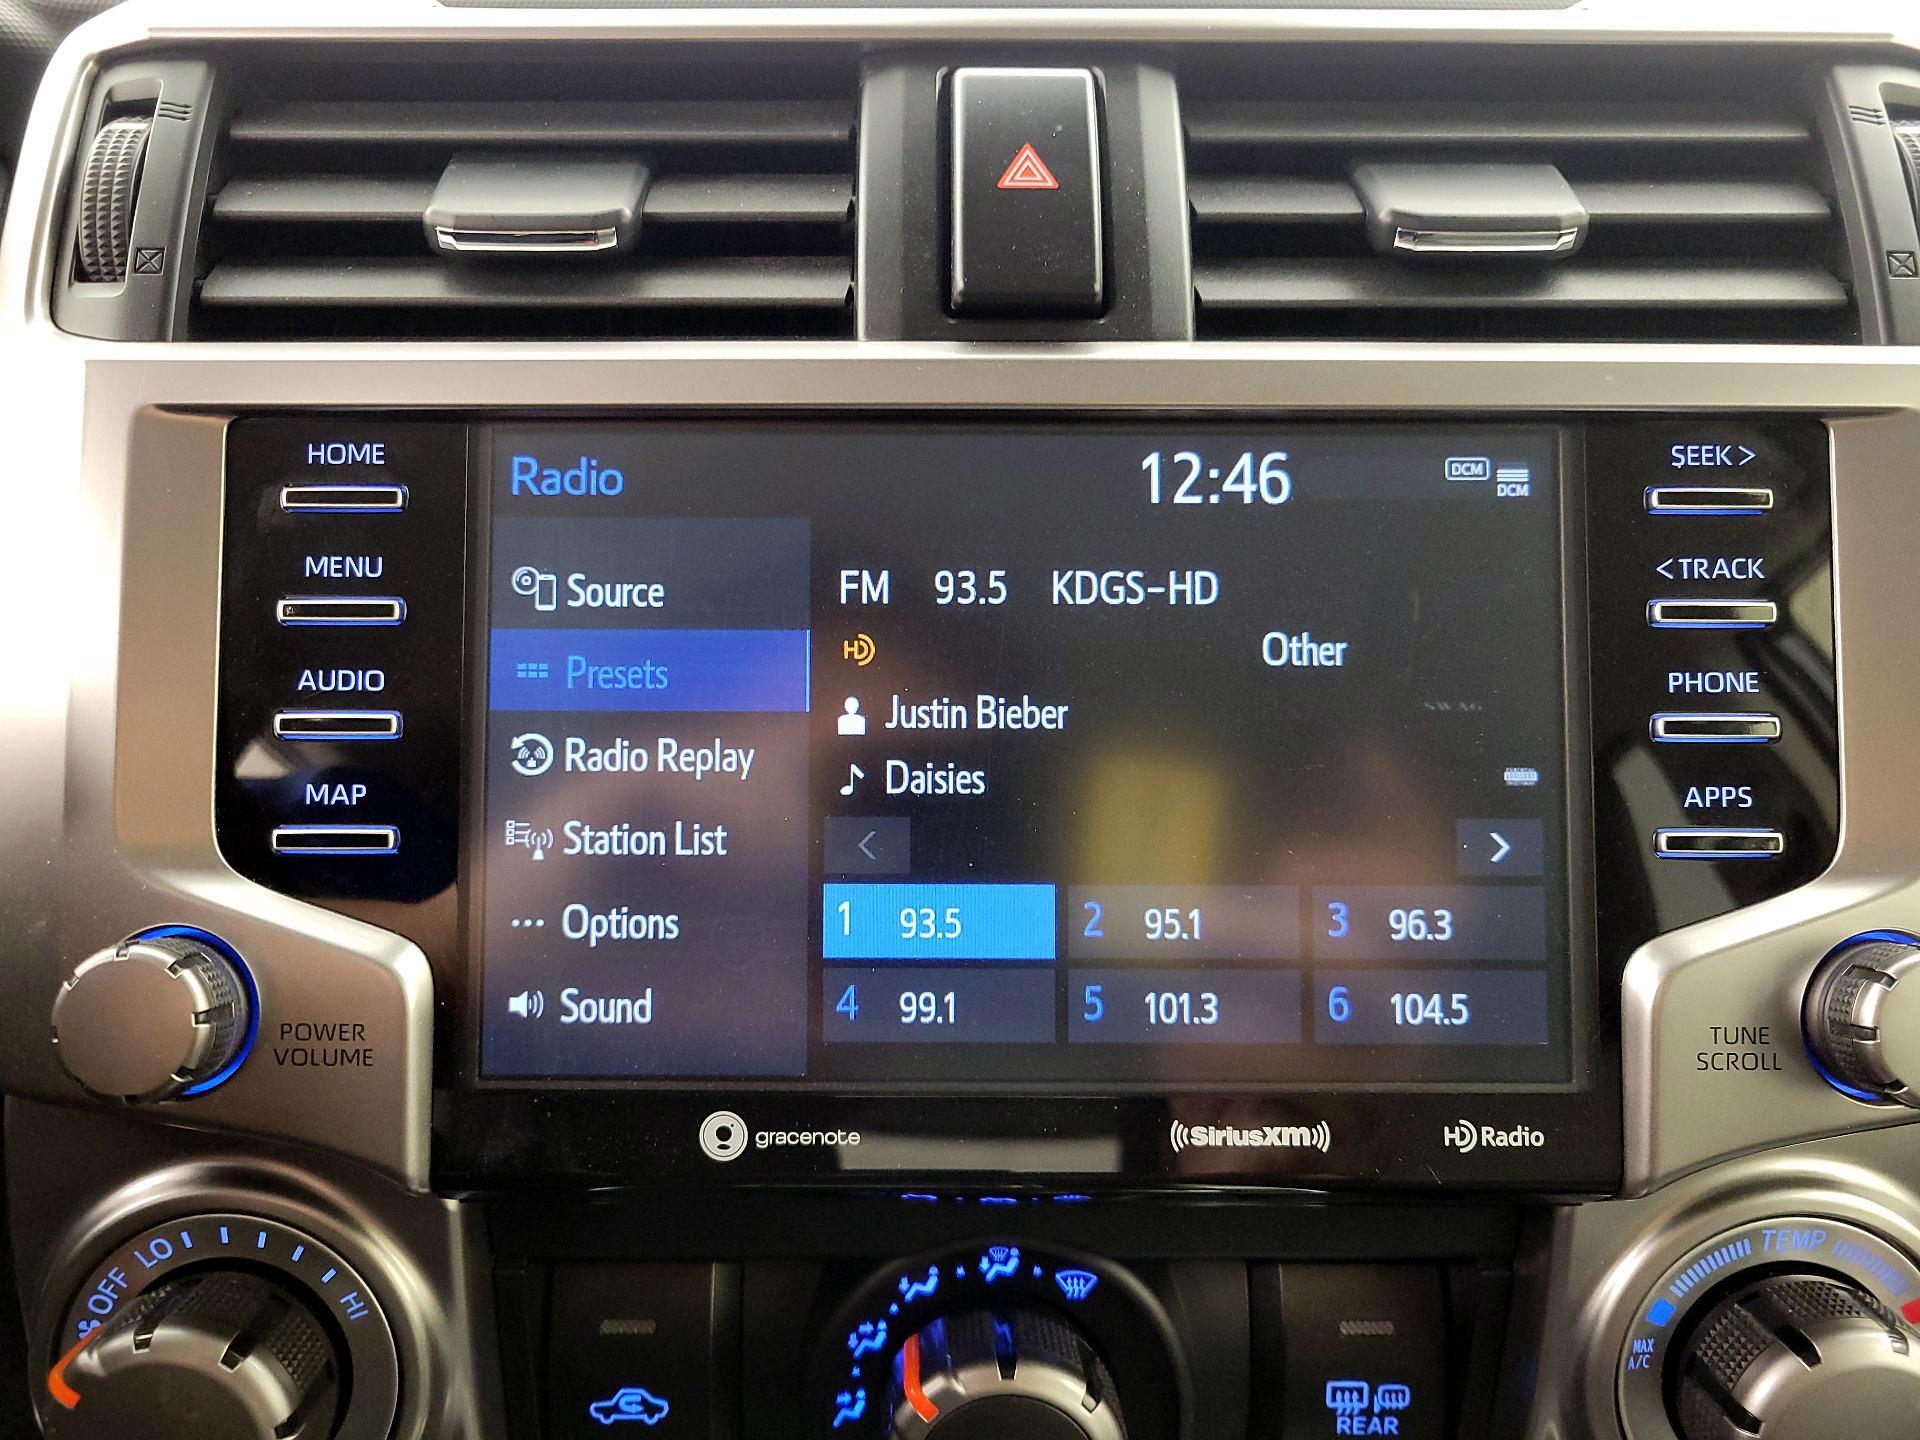 HOME
MENU
AUDIO
MAP
POWER
VOLUME
Radio
12:46
DCM
DCM
Source
Presets
Radio Replay
Station List
Options
Sound
FM 93.5 KDGS-HD
HD
Other
Justin Bieber
Daisies
SWAG
< >
1 93.5 2 95.1 3 96.3
4 99.1 5 101.3 6 104.5
SEEK >
< TRACK
PHONE
APPS
TUNE
SCROLL
gracenote
((SiriusXM))
HD Radio
OFF LO HI
TEMP
MAX
A/C
REAR